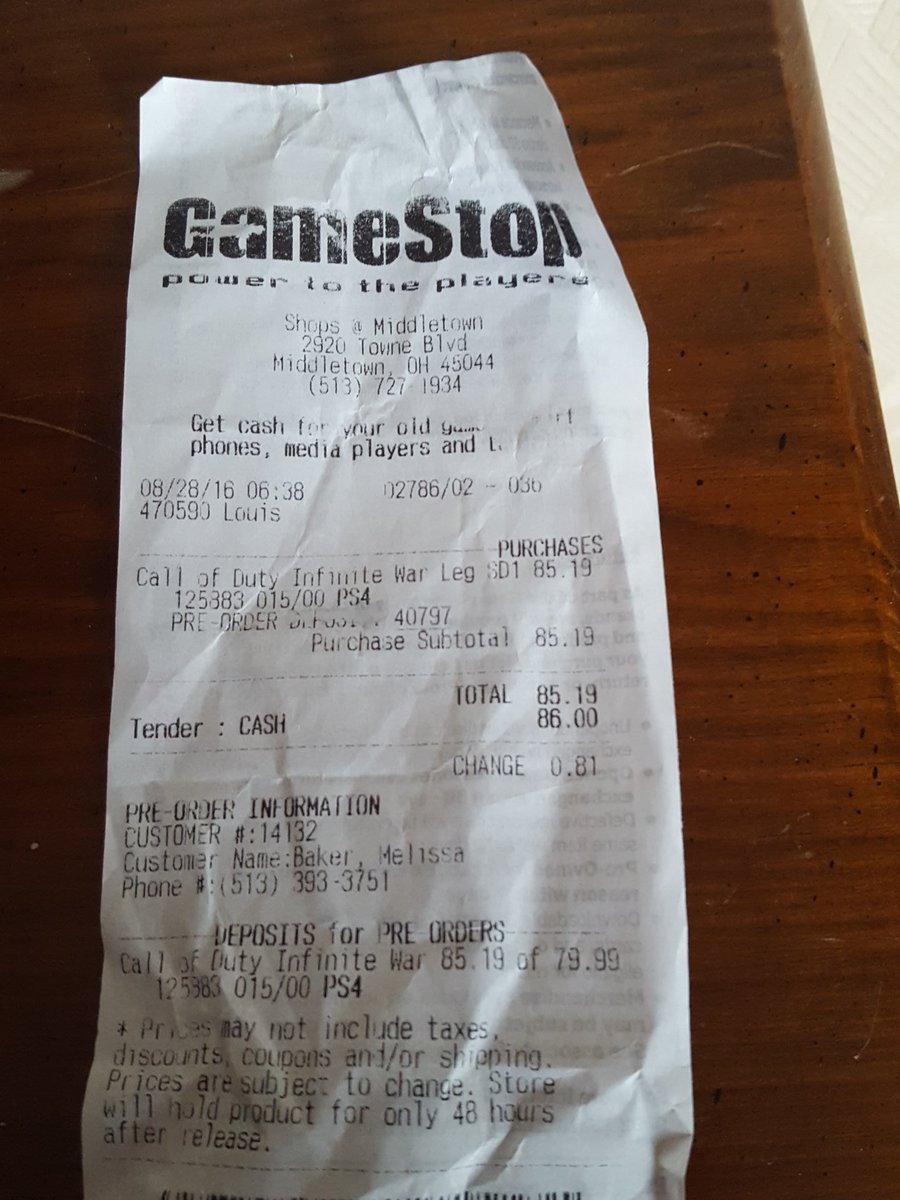 GameStop
power to the players
Shops @ Middletown
2920 Towne Blvd
Middletown, OH 45044
(513) 727 1934
Get cash for your old
phones, media players and
08/28/16 06:38 02786/02 - 036
470590 Louis
PURCHASES
Call of Duty Infinite War Leg SD1 85.19
125383 015/00 PS4
PRE-ORDER 40797
Purchase Subtotal 85.19
TOTAL 85.19
86.00
Tender : CASH
CHANGE 0.81
PRE-ORDER INFORMATION
CUSTOMER #:14132
Customer Name:Baker, Melissa
Phone #:(513) 393-3751
DEPOSITS for PRE ORDERS
Call of Duty Infinite War 85.19 of 79.99
125383 015/00 PS4
* Prices may not include taxes,
discounts, coupons and/or shipping.
Prices are subject to change. Store
will hold product for only 48 hours
after release.